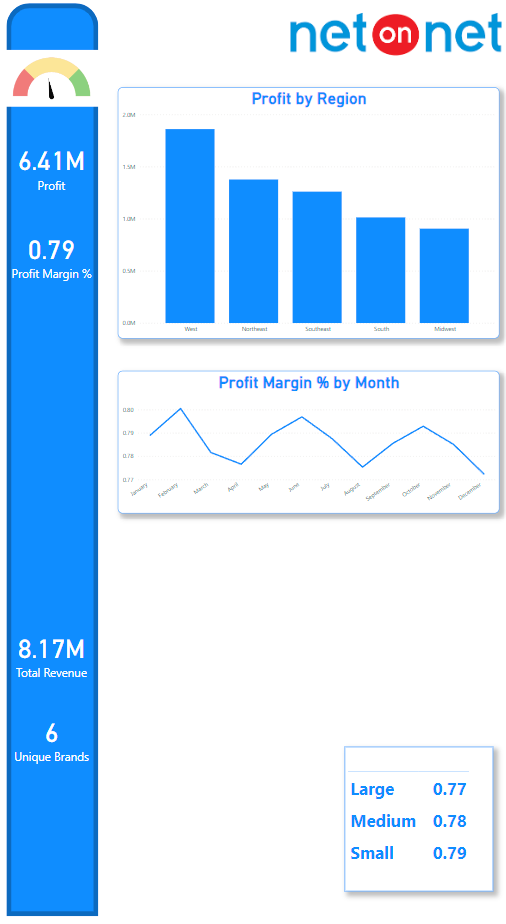 netonnet
6.41M
Profit
0.79
Profit Margin %
8.17M
Total Revenue
6
Unique Brands
Profit by Region
2.0M
1.5M
1.0M
0.5M
0.0M
West Northeast Southeast South Midwest
Profit Margin % by Month
0.80
0.79
0.78
0.77
January February March April May June July August September October November December
Large 0.77
Medium 0.78
Small 0.79